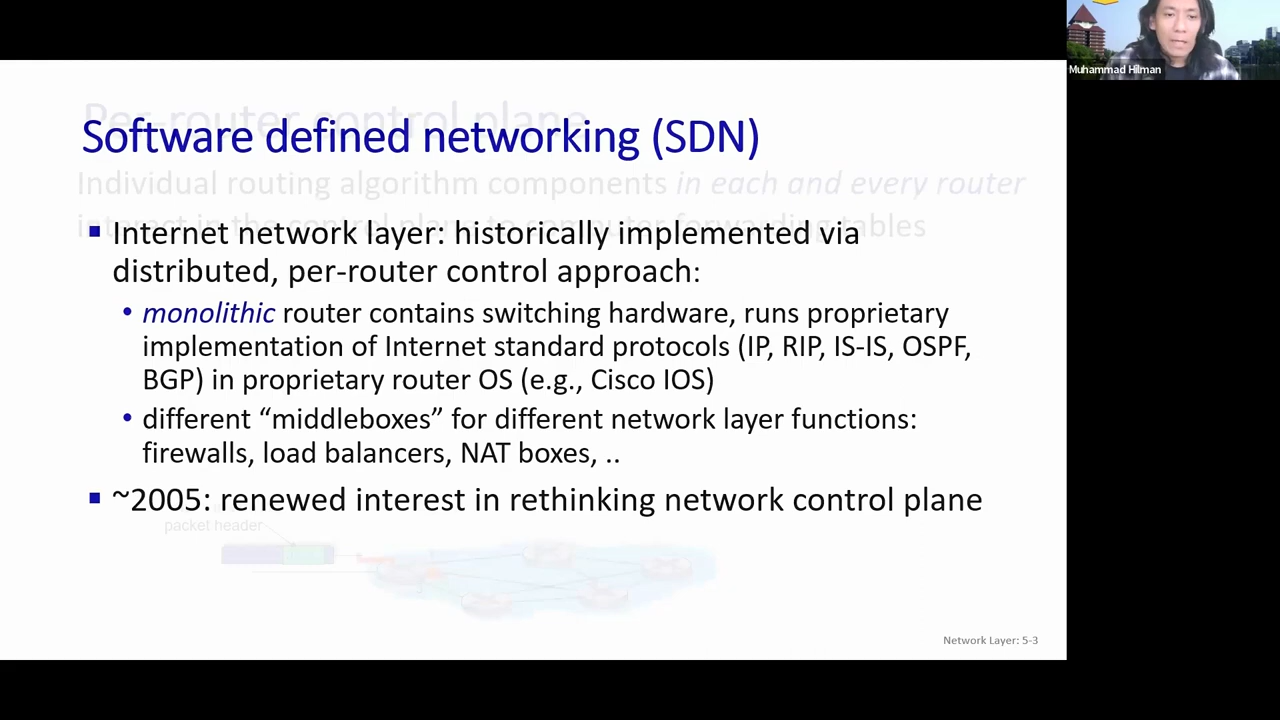 Muhammad Hilman
Per-router control plane
Software defined networking (SDN)
Individual routing algorithm components in each and every router
interact in the control plane to computer forwarding tables
▪ Internet network layer: historically implemented via
distributed, per-router control approach:
• monolithic router contains switching hardware, runs proprietary
implementation of Internet standard protocols (IP, RIP, IS-IS, OSPF,
BGP) in proprietary router OS (e.g., Cisco IOS)
• different “middleboxes” for different network layer functions:
firewalls, load balancers, NAT boxes, ..
▪ ~2005: renewed interest in rethinking network control plane
packet header
Network Layer: 5-3